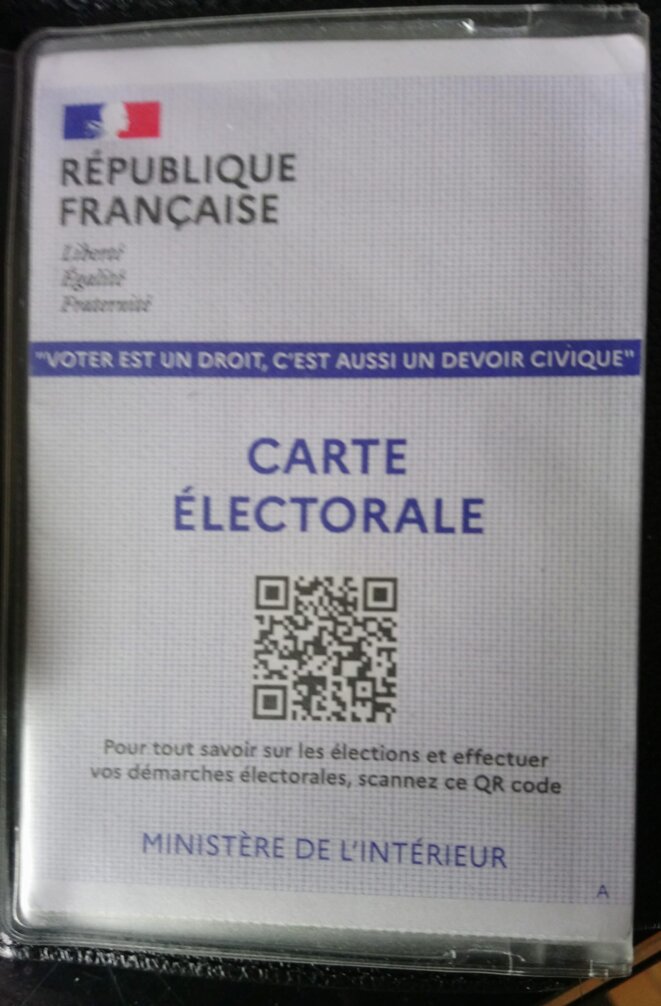 RÉPUBLIQUE
FRANÇAISE
Liberté
Égalité
Fraternité
"VOTER EST UN DROIT, C'EST AUSSI UN DEVOIR CIVIQUE"
CARTE
ÉLECTORALE
Pour tout savoir sur les élections et effectuer
vos démarches électorales, scannez ce QR code
MINISTÈRE DE L'INTÉRIEUR
A